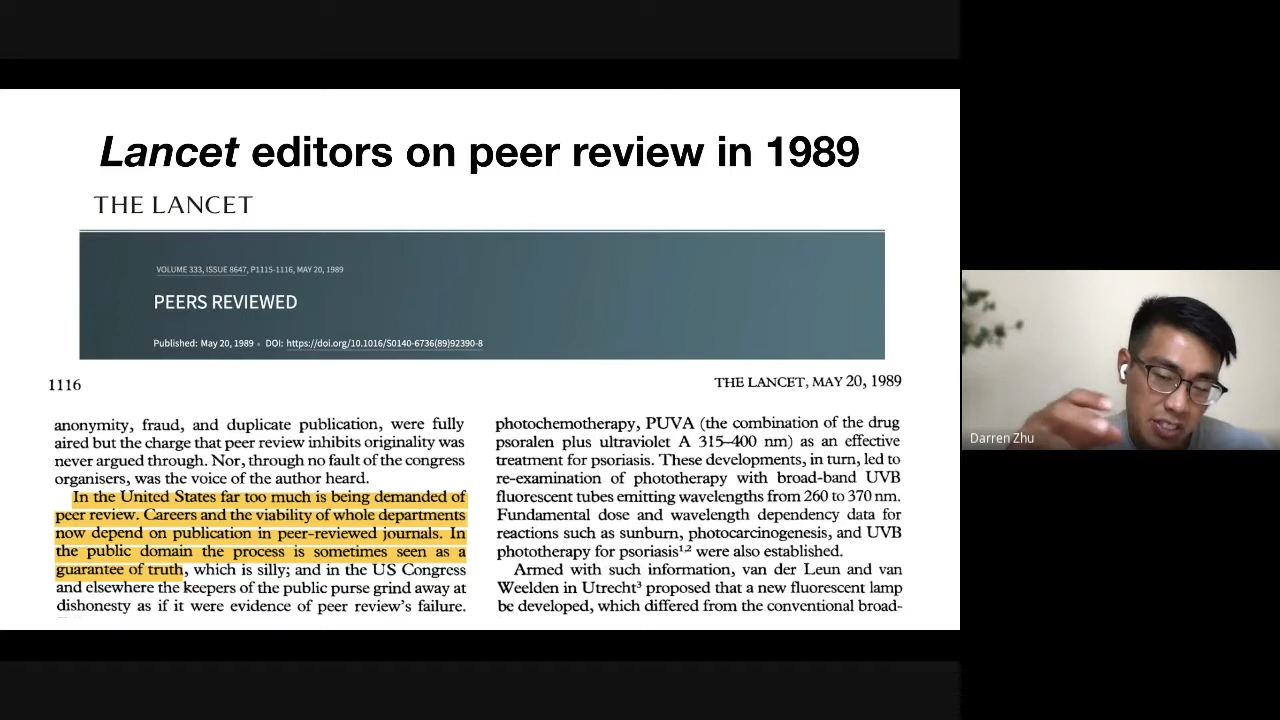 Lancet editors on peer review in 1989
THE LANCET
VOLUME 333, ISSUE 8647, P1115-1116, MAY 20, 1989
PEERS REVIEWED
Published: May 20, 1989 • DOI: https://doi.org/10.1016/S0140-6736(89)92390-8
1116
THE LANCET, MAY 20, 1989
anonymity, fraud, and duplicate publication, were fully
aired but the charge that peer review inhibits originality was
never argued through. Nor, through no fault of the congress
organisers, was the voice of the author heard.
In the United States far too much is being demanded of
peer review. Careers and the viability of whole departments
now depend on publication in peer-reviewed journals. In
the public domain the process is sometimes seen as a
guarantee of truth, which is silly; and in the US Congress
and elsewhere the keepers of the public purse grind away at
dishonesty as if it were evidence of peer review's failure.
photochemotherapy, PUVA (the combination of the drug
psoralen plus ultraviolet A 315–400 nm) as an effective
treatment for psoriasis. These developments, in turn, led to
re-examination of phototherapy with broad-band UVB
fluorescent tubes emitting wavelengths from 260 to 370 nm.
Fundamental dose and wavelength dependency data for
reactions such as sunburn, photocarcinogenesis, and UVB
phototherapy for psoriasis¹,² were also established.
Armed with such information, van der Leun and van
Weelden in Utrecht³ proposed that a new fluorescent lamp
be developed, which differed from the conventional broad-
Darren Zhu